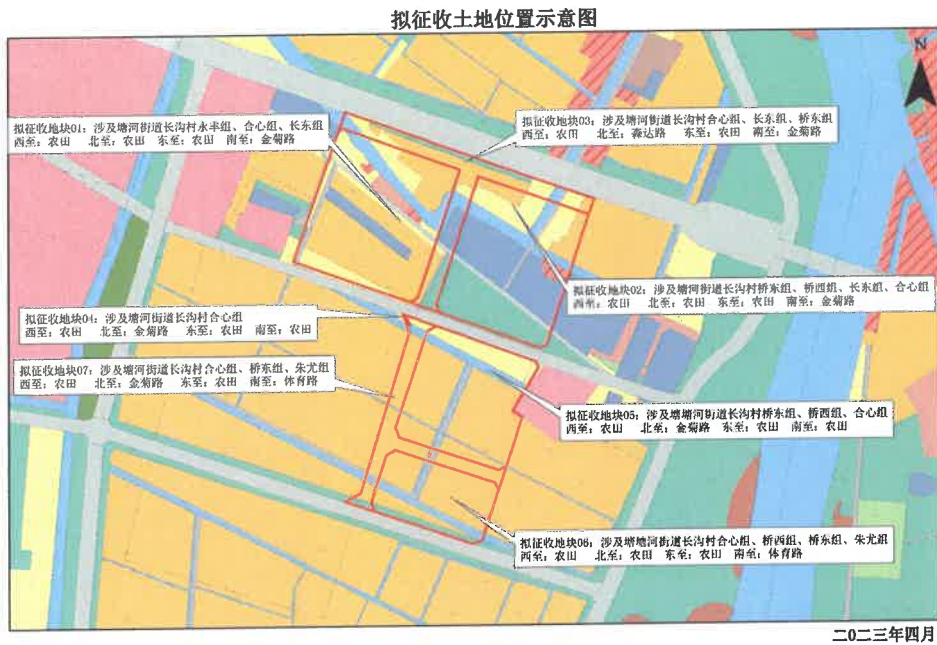 拟征收土地位置示意图
N
拟征收地块01：涉及塘河街道长沟村永丰组、合心组、长东组
西至：农田 北至：农田 东至：农田 南至：金菊路
拟征收地块03：涉及塘河街道长沟村合心组、长东组、桥东组
西至：农田 北至：森达路 东至：农田 南至：金菊路
拟征收地块02：涉及塘河街道长沟村桥东组、桥西组、长东组、合心组
西至：农田 北至：农田 东至：农田 南至：金菊路
拟征收地块04：涉及塘河街道长沟村合心组
西至：农田 北至：金菊路 东至：农田 南至：农田
拟征收地块07：涉及塘河街道长沟村合心组、桥东组、朱尤组
西至：农田 北至：金菊路 东至：农田 南至：体育路
拟征收地块05：涉及塘塘河街道长沟村桥东组、桥西组、合心组
西至：农田 北至：金菊路 东至：农田 南至：农田
拟征收地块06：涉及塘塘河街道长沟村合心组、桥西组、桥东组、朱尤组
西至：农田 北至：农田 东至：农田 南至：体育路
二〇二三年四月